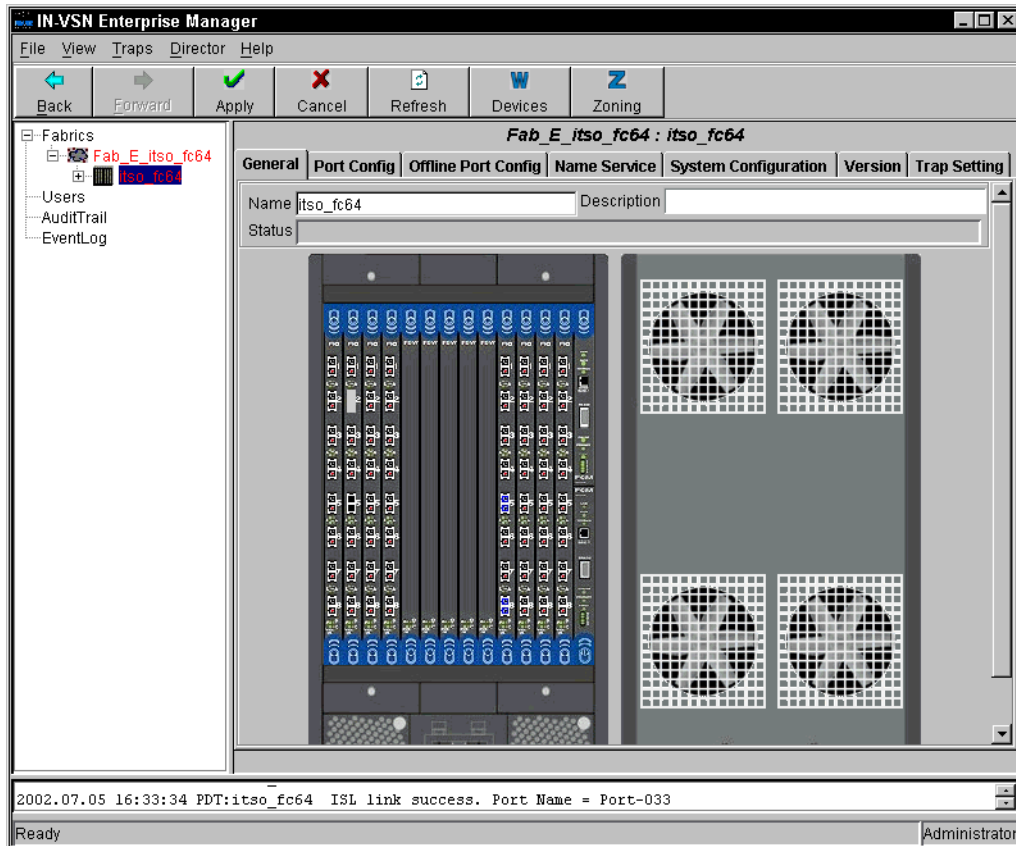 IN-VSN Enterprise Manager
File View Traps Director Help
Back Forward Apply Cancel Refresh Devices Zoning
Fabrics
Fab_E_itso_fc64
itso_fc64
Users
AuditTrail
EventLog
Fab_E_itso_fc64 : itso_fc64
General Port Config Offline Port Config Name Service System Configuration Version Trap Setting
Name itso_fc64 Description
Status
2002.07.05 16:33:34 PDT:itso_fc64 ISL link success. Port Name = Port-033
Ready Administrator